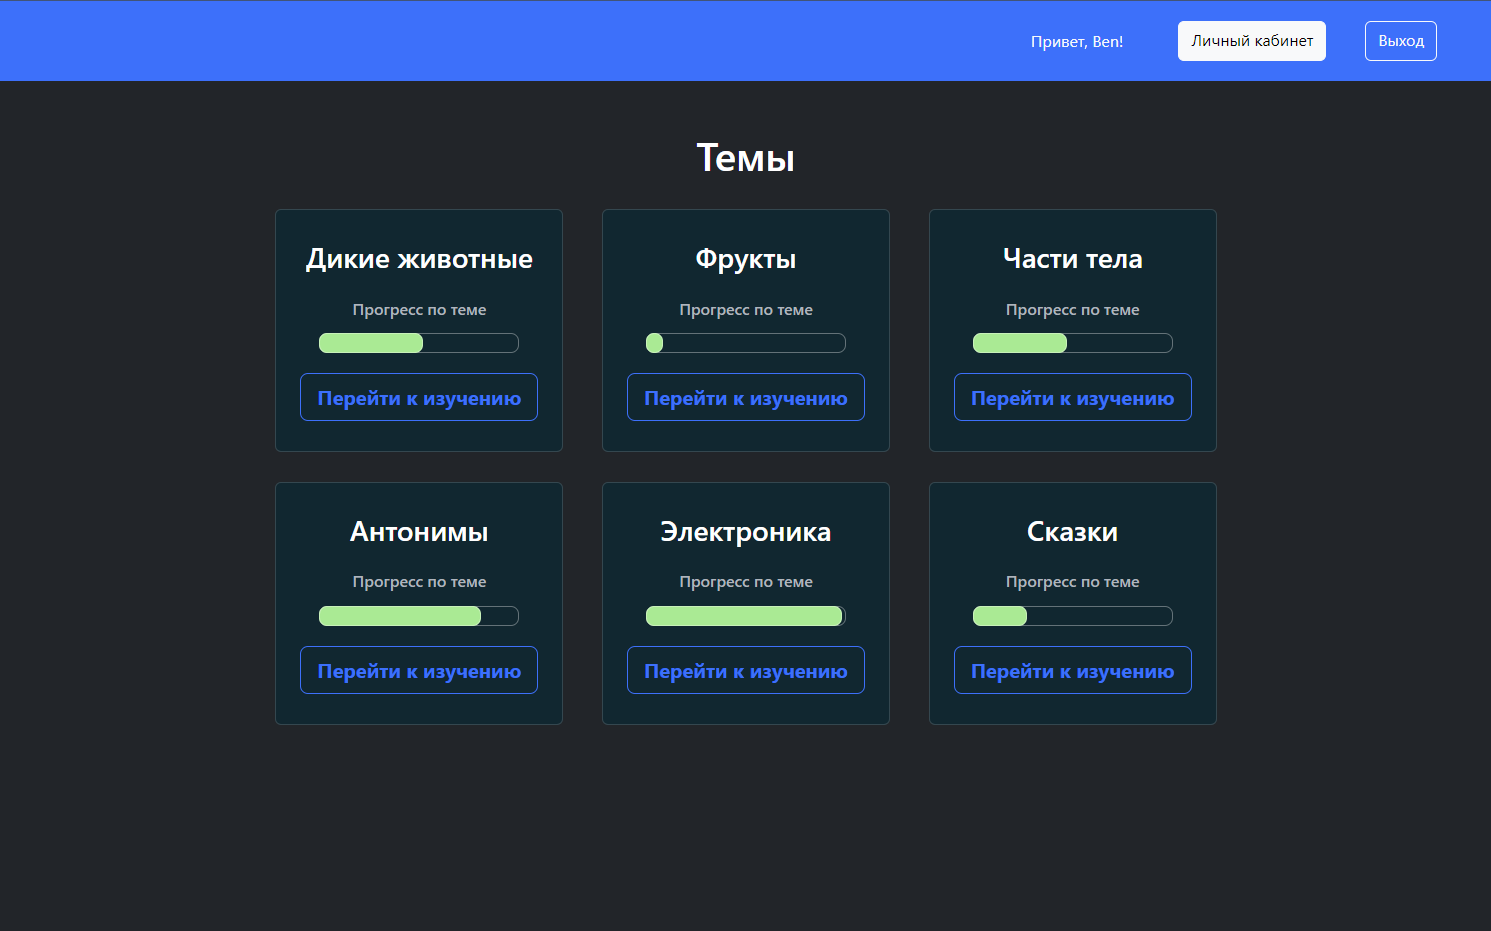 Привет, Ben!
Личный кабинет
Выход
Темы
Дикие животные
Прогресс по теме
Перейти к изучению
Фрукты
Прогресс по теме
Перейти к изучению
Части тела
Прогресс по теме
Перейти к изучению
Антонимы
Прогресс по теме
Перейти к изучению
Электроника
Прогресс по теме
Перейти к изучению
Сказки
Прогресс по теме
Перейти к изучению